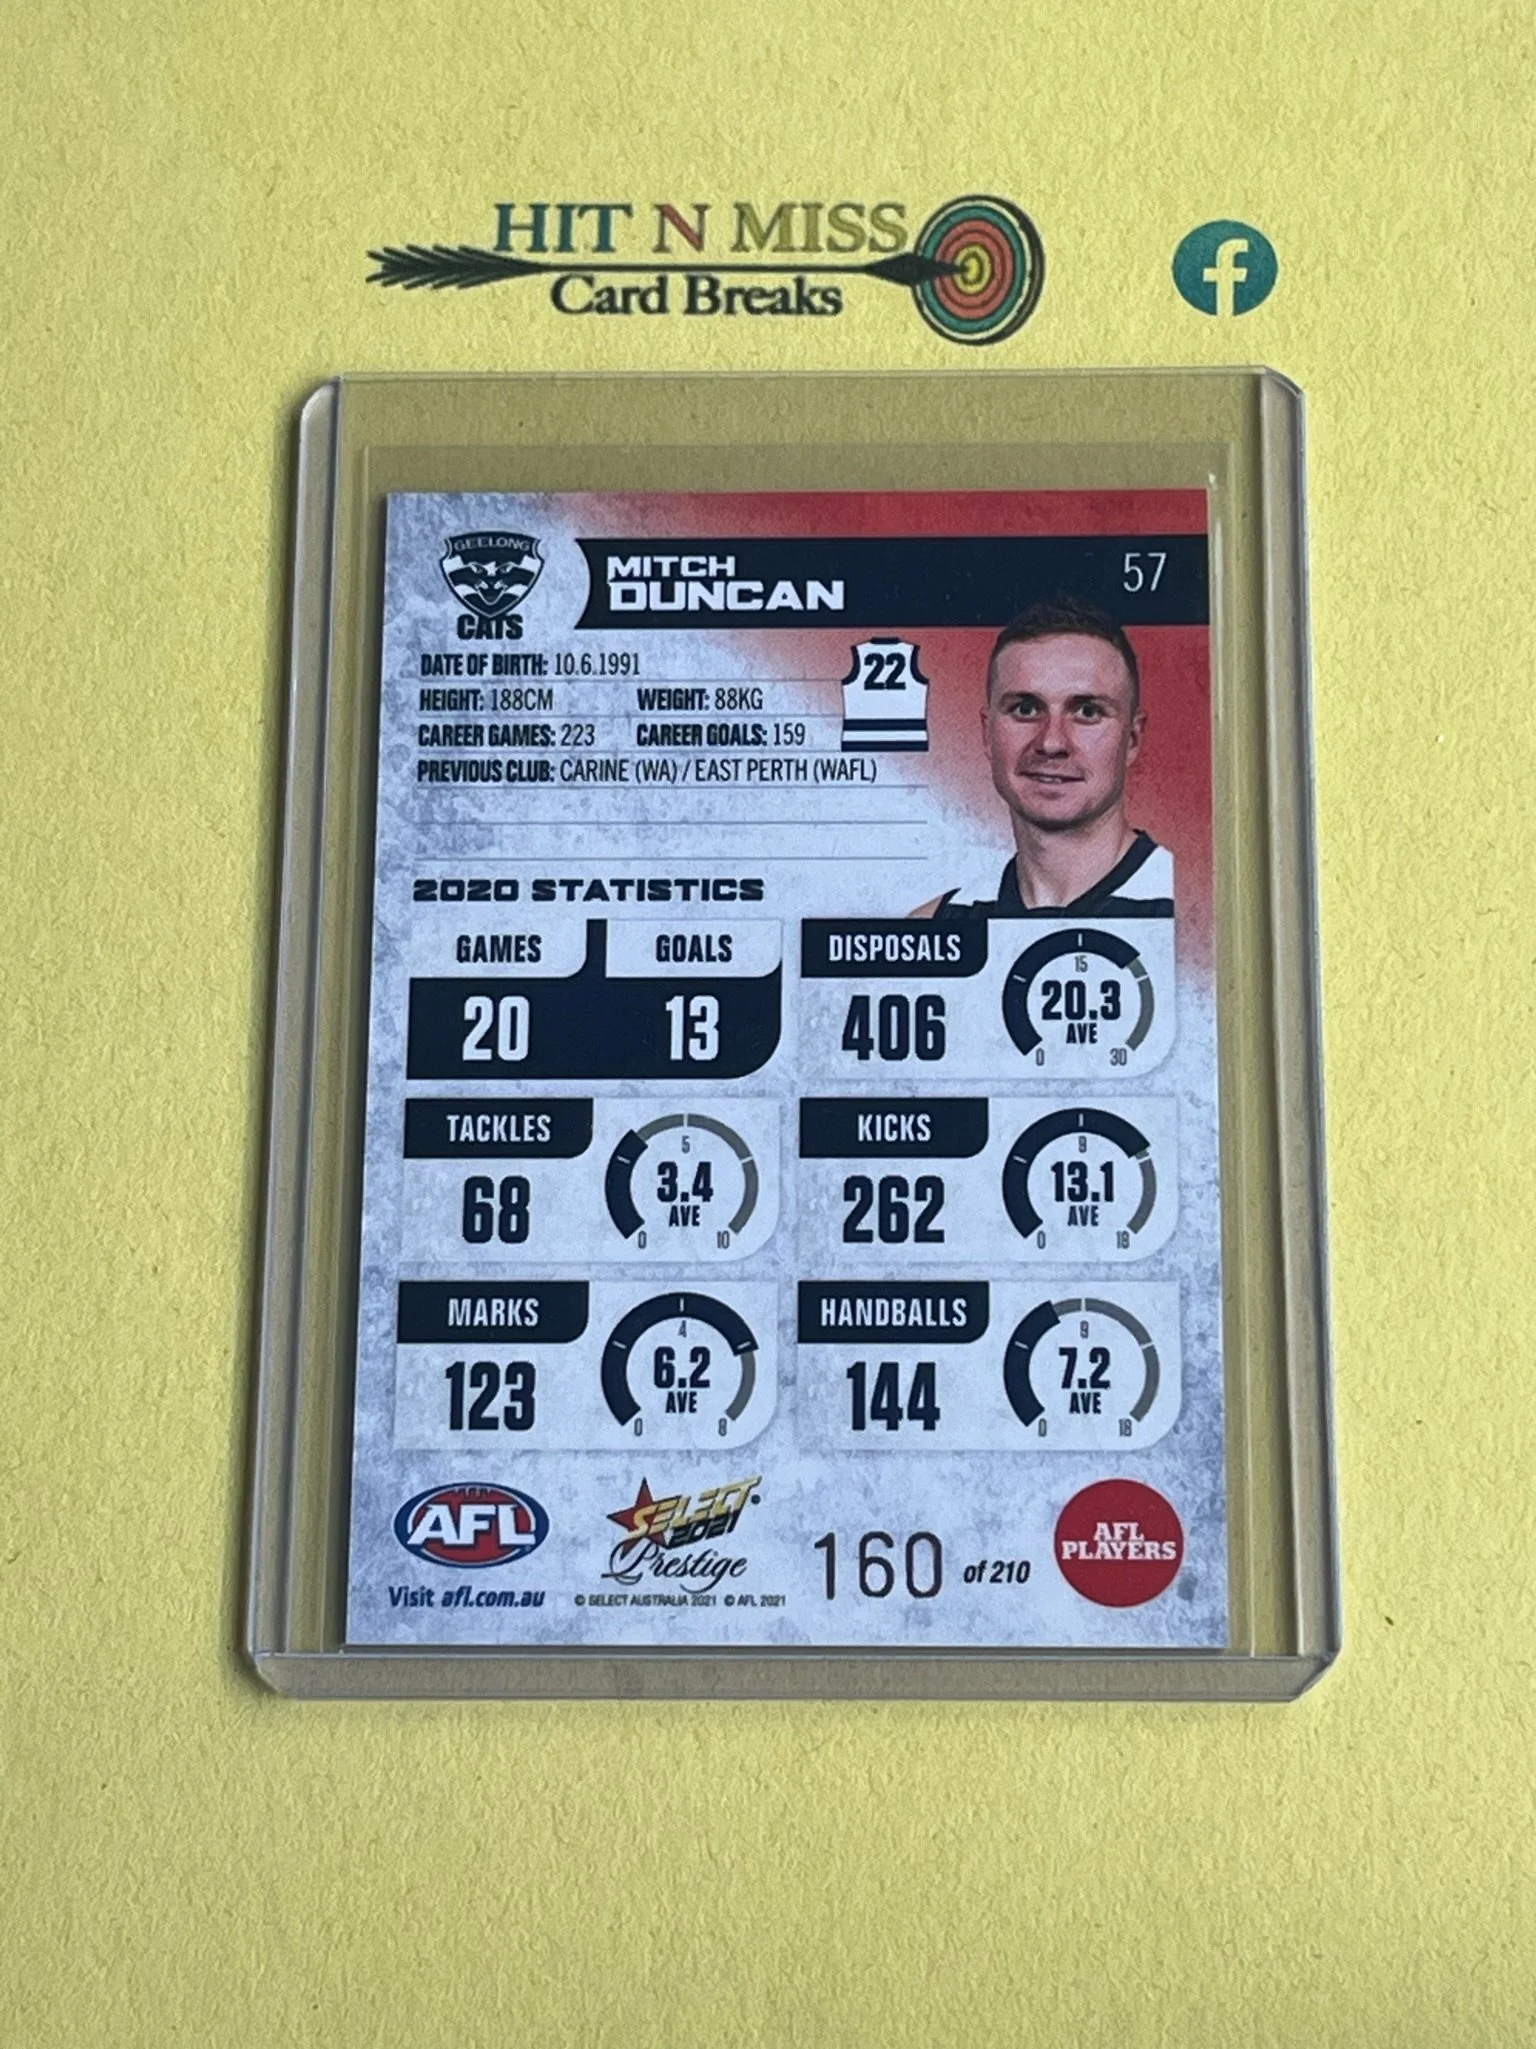 HIT N MISS
Card Breaks
GEELONG
CATS
MITCH
DUNCAN
57
DATE OF BIRTH: 10.6.1991
HEIGHT: 188CM WEIGHT: 88KG
CAREER GAMES: 223 CAREER GOALS: 159
PREVIOUS CLUB: CARINE (WA) / EAST PERTH (WAFL)
22
2020 STATISTICS
GAMES
20
GOALS
13
DISPOSALS
406
15
20.3
AVE
0 30
TACKLES
68
5
3.4
AVE
0 10
KICKS
262
9
13.1
AVE
0 18
MARKS
123
4
6.2
AVE
0 8
HANDBALLS
144
9
7.2
AVE
0 18
AFL
Visit afl.com.au
SELECT
2021
Prestige
© SELECT AUSTRALIA 2021 © AFL 2021
160 of 210
AFL
PLAYERS